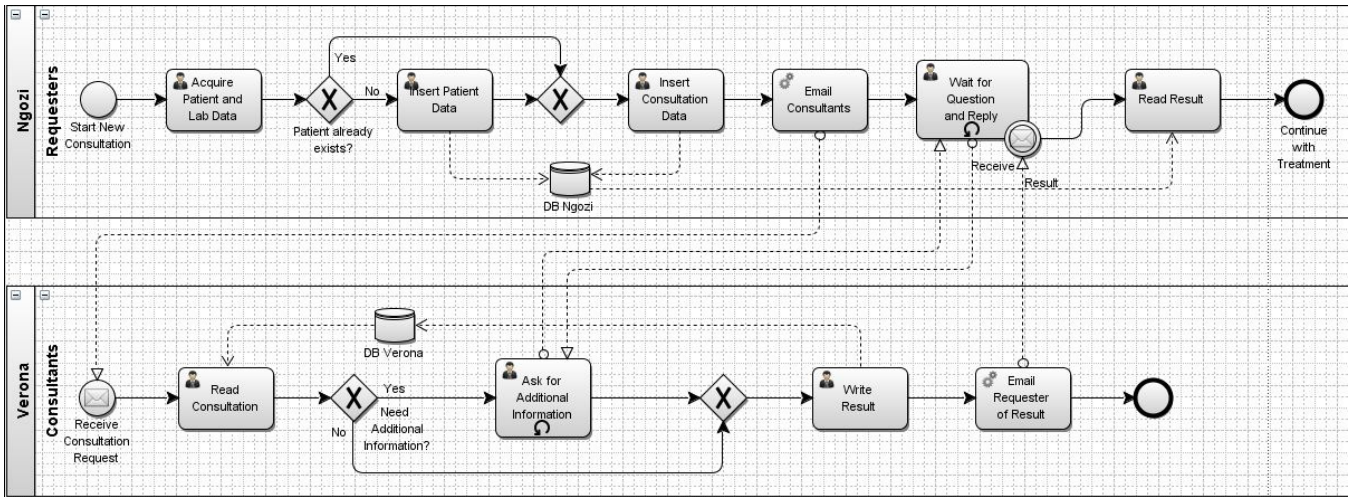 Ngozi
Requesters
Start New
Consultation
Acquire
Patient and
Lab Data
Yes
No
Patient already
exists?
Insert Patient
Data
Insert
Consultation
Data
DB Ngozi
Email
Consultants
Wait for
Question
and Reply
Receive
Result
Read Result
Continue
with
Treatment
Verona
Consultants
Receive
Consultation
Request
Read
Consultation
DB Verona
Yes
Need
Additional
Information?
No
Ask for
Additional
Information
Write
Result
Email
Requester
of Result